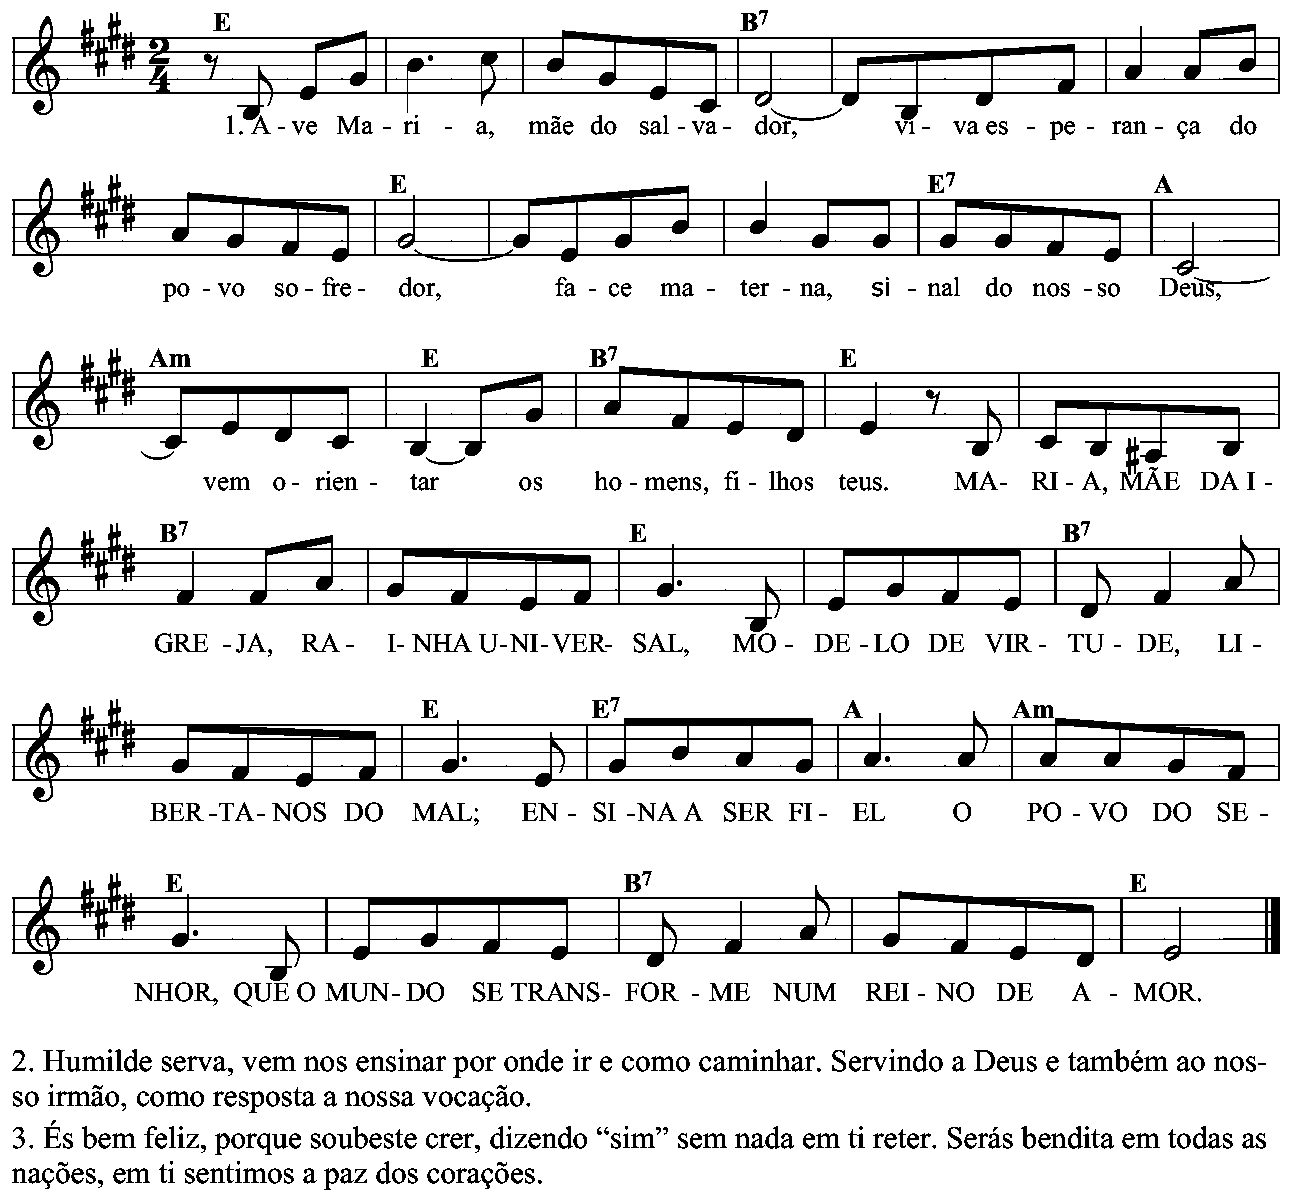 E B7
2
4
1. A - ve Ma - ri - a, mãe do sal - va - dor, vi - va es - pe - ran - ça do
E E7 A
po - vo so - fre - dor, fa - ce ma - ter - na, si - nal do nos - so Deus,
Am E B7 E
vem o - rien - tar os ho - mens, fi - lhos teus. MA - RI - A, MÃE DA I -
B7 E B7
GRE - JA, RA - I - NHA U - NI - VER - SAL, MO - DE - LO DE VIR - TU - DE, LI -
E E7 A Am
BER - TA - NOS DO MAL; EN - SI - NA A SER FI - EL O PO - VO DO SE -
E B7 E
NHOR, QUE O MUN - DO SE TRANS - FOR - ME NUM REI - NO DE A - MOR.
2. Humilde serva, vem nos ensinar por onde ir e como caminhar. Servindo a Deus e também ao nos-
so irmão, como resposta a nossa vocação.
3. És bem feliz, porque soubeste crer, dizendo “sim” sem nada em ti reter. Serás bendita em todas as
nações, em ti sentimos a paz dos corações.